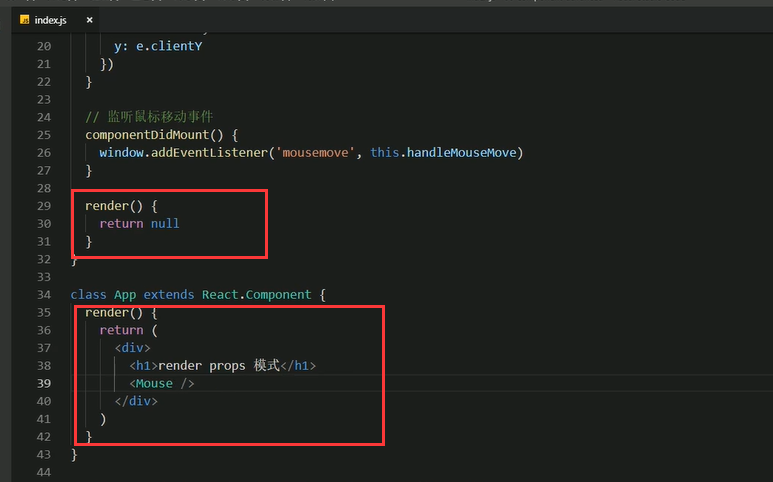 index.js ×
20 y: e.clientY
21 })
22 }
23
24 // 监听鼠标移动事件
25 componentDidMount() {
26 window.addEventListener('mousemove', this.handleMouseMove)
27 }
28
29 render() {
30 return null
31 }
32 }
33
34 class App extends React.Component {
35 render() {
36 return (
37 <div>
38 <h1>render props 模式</h1>
39 <Mouse />
40 </div>
41 )
42 }
43 }
44